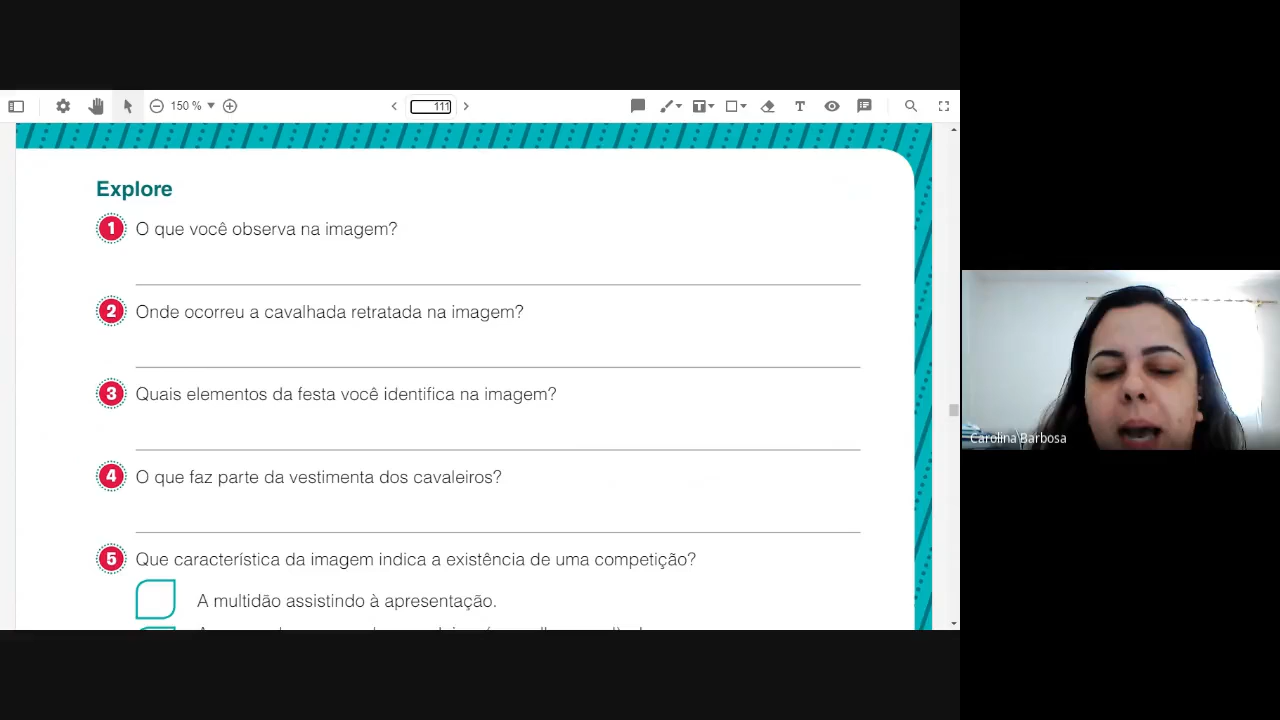 150 %
111
Explore
1 O que você observa na imagem?
2 Onde ocorreu a cavalhada retratada na imagem?
3 Quais elementos da festa você identifica na imagem?
4 O que faz parte da vestimenta dos cavaleiros?
5 Que característica da imagem indica a existência de uma competição?
A multidão assistindo à apresentação.
Carolina Barbosa